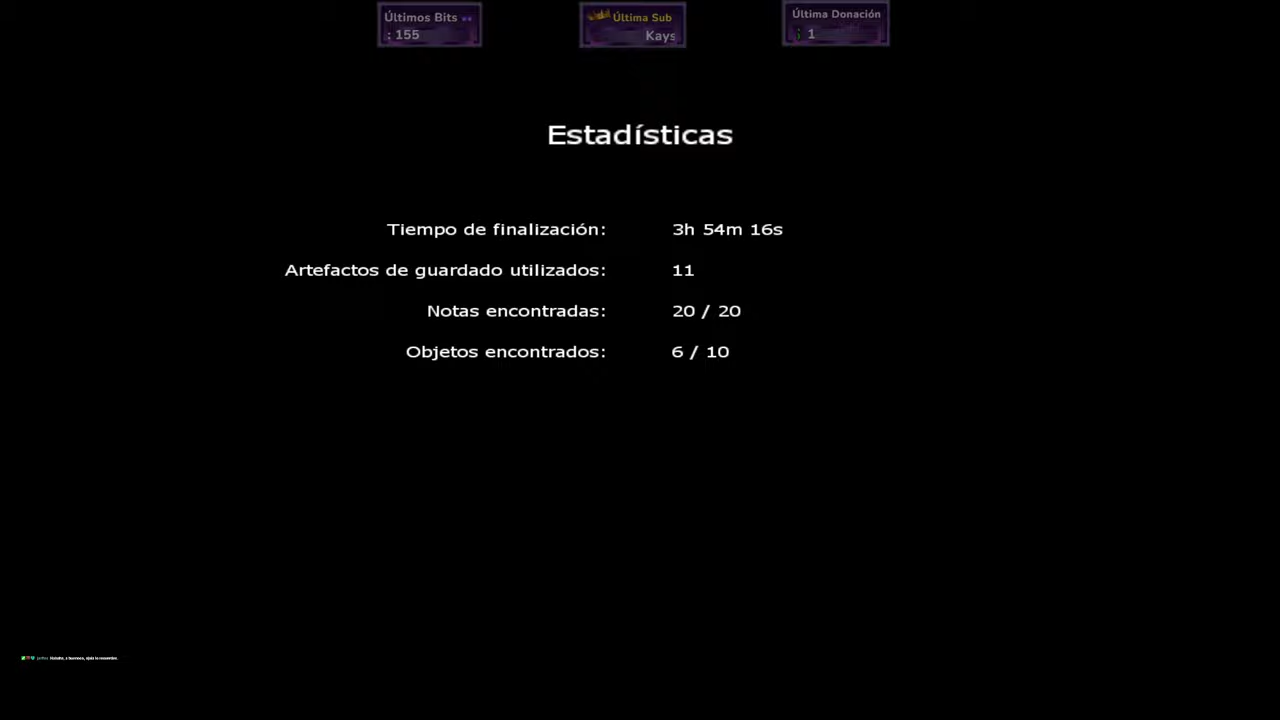 Últimos Bits
: 155
Última Sub
Kays
Última Donación
1
Estadísticas
Tiempo de finalización: 3h 54m 16s
Artefactos de guardado utilizados: 11
Notas encontradas: 20 / 20
Objetos encontrados: 6 / 10